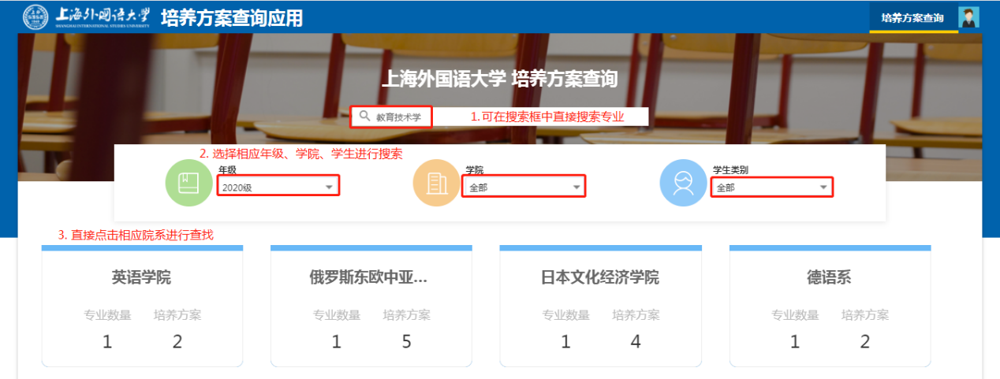 上海外国语大学 培养方案查询应用 培养方案查询
SHANGHAI INTERNATIONAL STUDIES UNIVERSITY
上海外国语大学 培养方案查询
教育技术学 1.可在搜索框中直接搜索专业
2. 选择相应年级、学院、学生进行搜索
年级 学院 学生类别
2020级 全部 全部
3. 直接点击相应院系进行查找
英语学院 俄罗斯东欧中亚... 日本文化经济学院 德语系
专业数量 培养方案 专业数量 培养方案 专业数量 培养方案 专业数量 培养方案
1 2 1 5 1 4 1 2